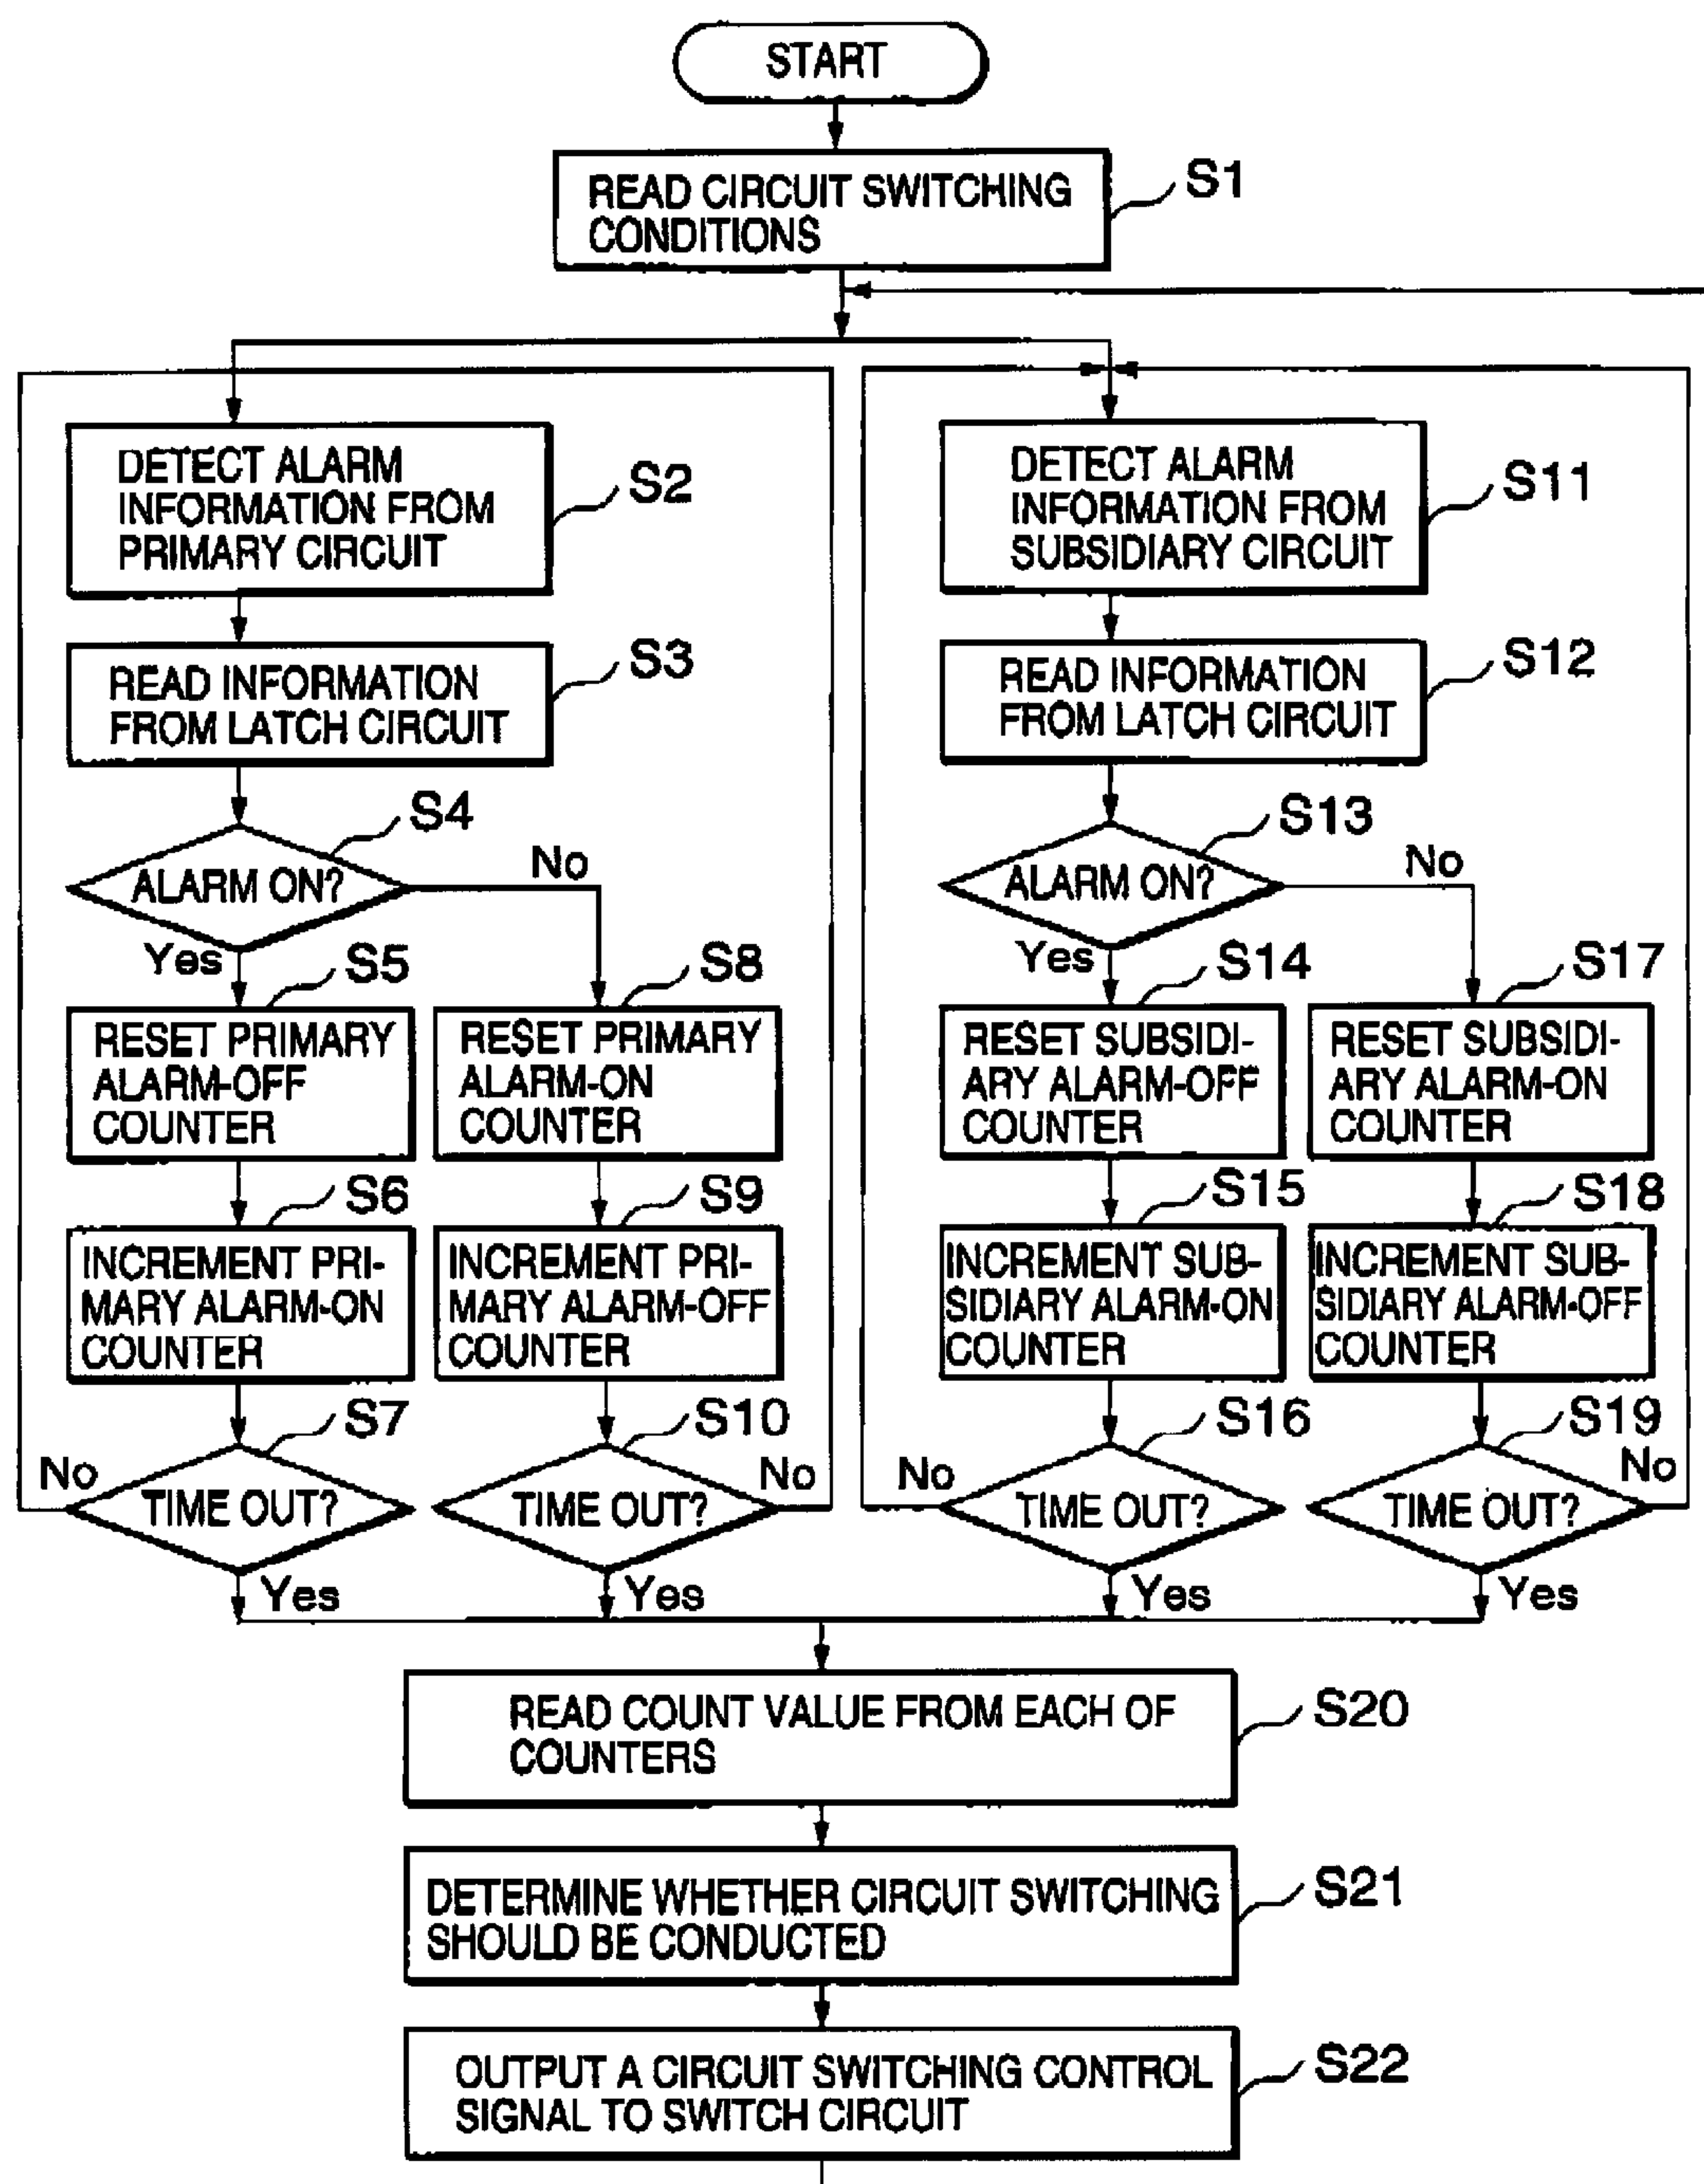 START
READ CIRCUIT SWITCHING
CONDITIONS
S1
DETECT ALARM
INFORMATION FROM
PRIMARY CIRCUIT
S2
READ INFORMATION
FROM LATCH CIRCUIT
S3
ALARM ON?
S4
No
Yes
RESET PRIMARY
ALARM-OFF
COUNTER
S5
INCREMENT PRI-
MARY ALARM-ON
COUNTER
S6
TIME OUT?
S7
No
Yes
RESET PRIMARY
ALARM-ON
COUNTER
S8
INCREMENT PRI-
MARY ALARM-OFF
COUNTER
S9
TIME OUT?
S10
No
Yes
DETECT ALARM
INFORMATION FROM
SUBSIDIARY CIRCUIT
S11
READ INFORMATION
FROM LATCH CIRCUIT
S12
ALARM ON?
S13
No
Yes
RESET SUBSIDI-
ARY ALARM-OFF
COUNTER
S14
INCREMENT SUB-
SIDIARY ALARM-ON
COUNTER
S15
TIME OUT?
S16
No
Yes
RESET SUBSIDI-
ARY ALARM-ON
COUNTER
S17
INCREMENT SUB-
SIDIARY ALARM-OFF
COUNTER
S18
TIME OUT?
S19
No
Yes
READ COUNT VALUE FROM EACH OF
COUNTERS
S20
DETERMINE WHETHER CIRCUIT SWITCHING
SHOULD BE CONDUCTED
S21
OUTPUT A CIRCUIT SWITCHING CONTROL
SIGNAL TO SWITCH CIRCUIT
S22